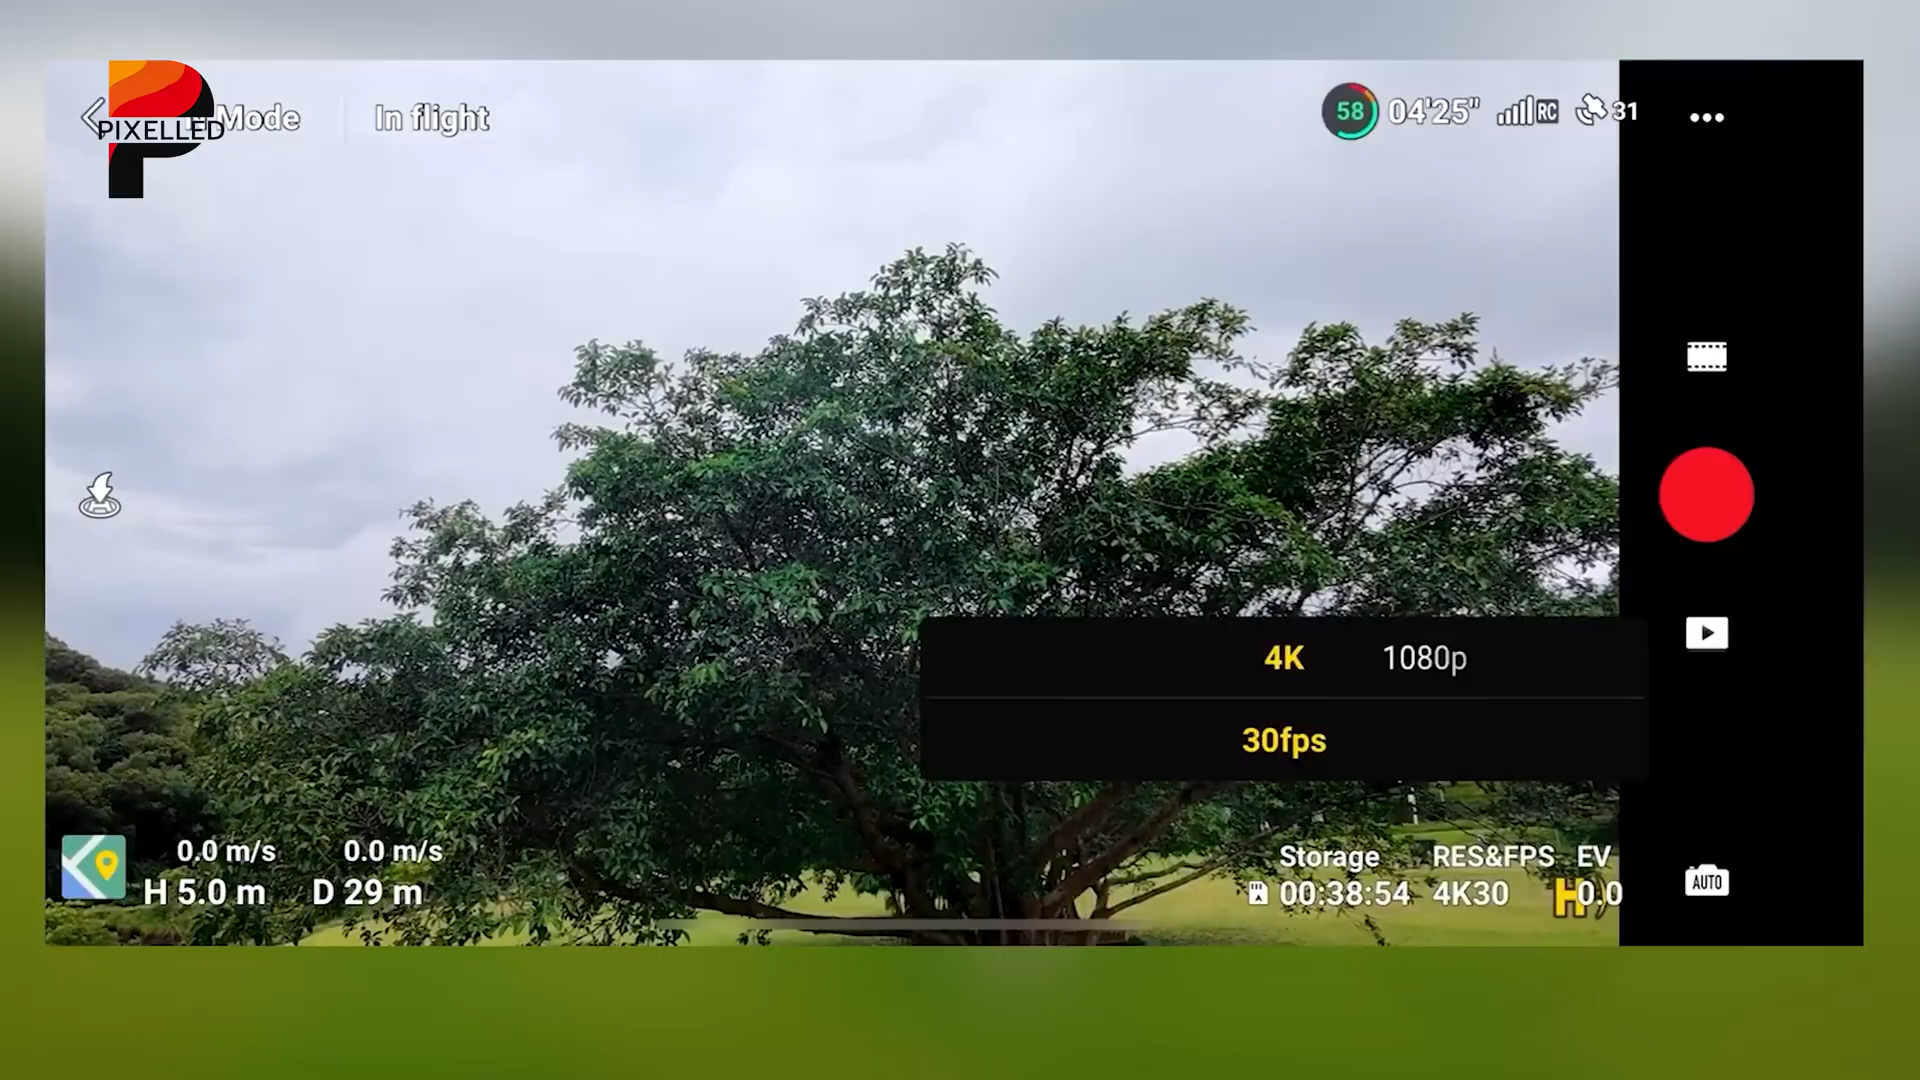 PIXELLED
Mode
In flight
58
04'25"
RC
31
4K
1080p
30fps
0.0 m/s
0.0 m/s
H 5.0 m
D 29 m
Storage
RES&FPS
EV
00:38:54
4K30
0.0
H
AUTO